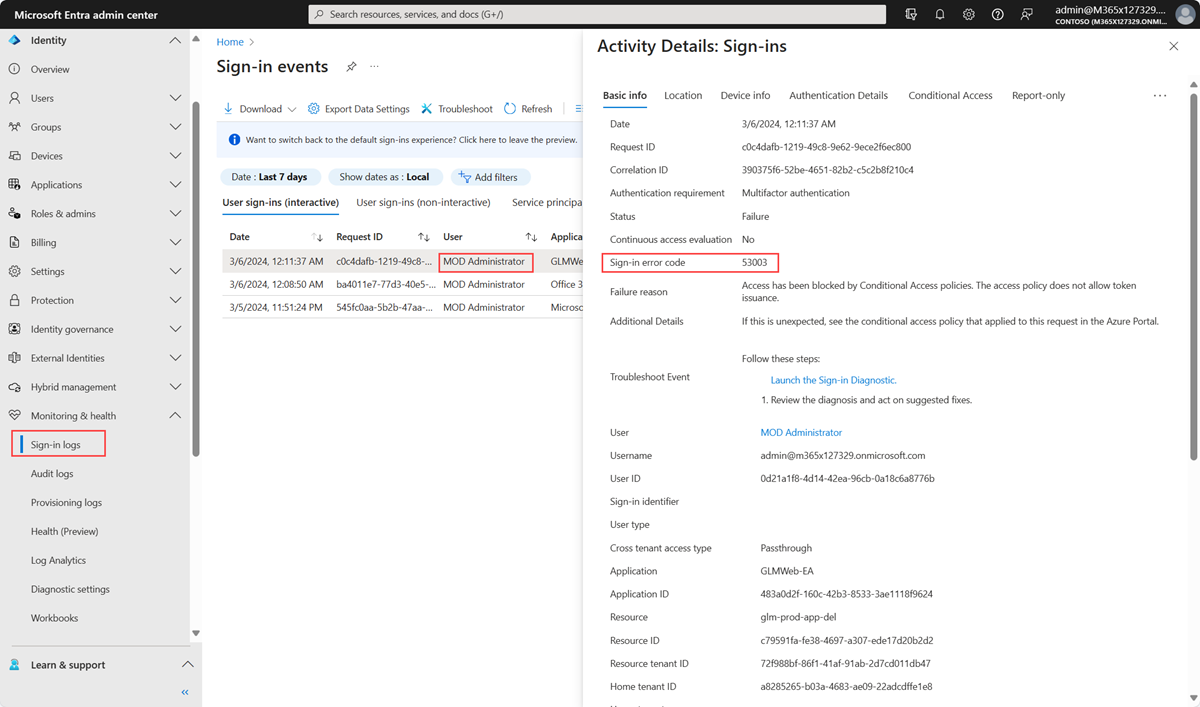 Microsoft Entra admin center
Search resources, services, and docs (G+/)
admin@M365x127329....
CONTOSO (M365X127329.ONMI...
Identity
Overview
Users
Groups
Devices
Applications
Roles & admins
Billing
Settings
Protection
Identity governance
External Identities
Hybrid management
Monitoring & health
Sign-in logs
Audit logs
Provisioning logs
Health (Preview)
Log Analytics
Diagnostic settings
Workbooks
Learn & support
Home
Sign-in events
Download
Export Data Settings
Troubleshoot
Refresh
Want to switch back to the default sign-ins experience? Click here to leave the preview.
Date : Last 7 days
Show dates as : Local
Add filters
User sign-ins (interactive)
User sign-ins (non-interactive)
Service principa
Date Request ID User Applica
3/6/2024, 12:11:37 AM c0c4dafb-1219-49c8-... MOD Administrator GLMWe
3/6/2024, 12:08:50 AM ba4011e7-77d3-40e5-... MOD Administrator Office 3
3/5/2024, 11:51:24 PM 545fc0aa-5b2b-47aa-... MOD Administrator Microso
Activity Details: Sign-ins
Basic info Location Device info Authentication Details Conditional Access Report-only
Date 3/6/2024, 12:11:37 AM
Request ID c0c4dafb-1219-49c8-9e62-9ece2f6ec800
Correlation ID 390375f6-52be-4651-82b2-c5c2b8f210c4
Authentication requirement Multifactor authentication
Status Failure
Continuous access evaluation No
Sign-in error code 53003
Failure reason Access has been blocked by Conditional Access policies. The access policy does not allow token
issuance.
Additional Details If this is unexpected, see the conditional access policy that applied to this request in the Azure Portal.
Follow these steps:
Troubleshoot Event
Launch the Sign-in Diagnostic.
1. Review the diagnosis and act on suggested fixes.
User MOD Administrator
Username admin@m365x127329.onmicrosoft.com
User ID 0d21a1f8-4d14-42ea-96cb-0a18c6a8776b
Sign-in identifier
User type
Cross tenant access type Passthrough
Application GLMWeb-EA
Application ID 483a0d2f-160c-42b3-8533-3ae1118f9624
Resource glm-prod-app-del
Resource ID c79591fa-fe38-4697-a307-ede17d20b2d2
Resource tenant ID 72f988bf-86f1-41af-91ab-2d7cd011db47
Home tenant ID a8285265-b03a-4683-ae09-22adcdffe1e8